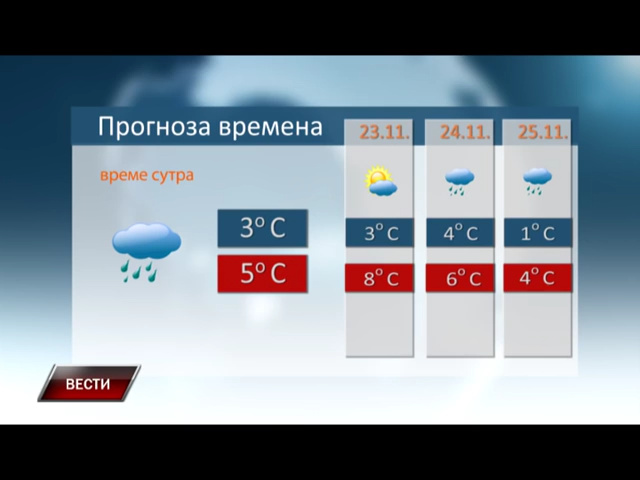 Прогноза времена
време сутра
3° C
5° C
23.11. 24.11. 25.11.
3° C 4° C 1° C
8° C 6° C 4° C
ВЕСТИ